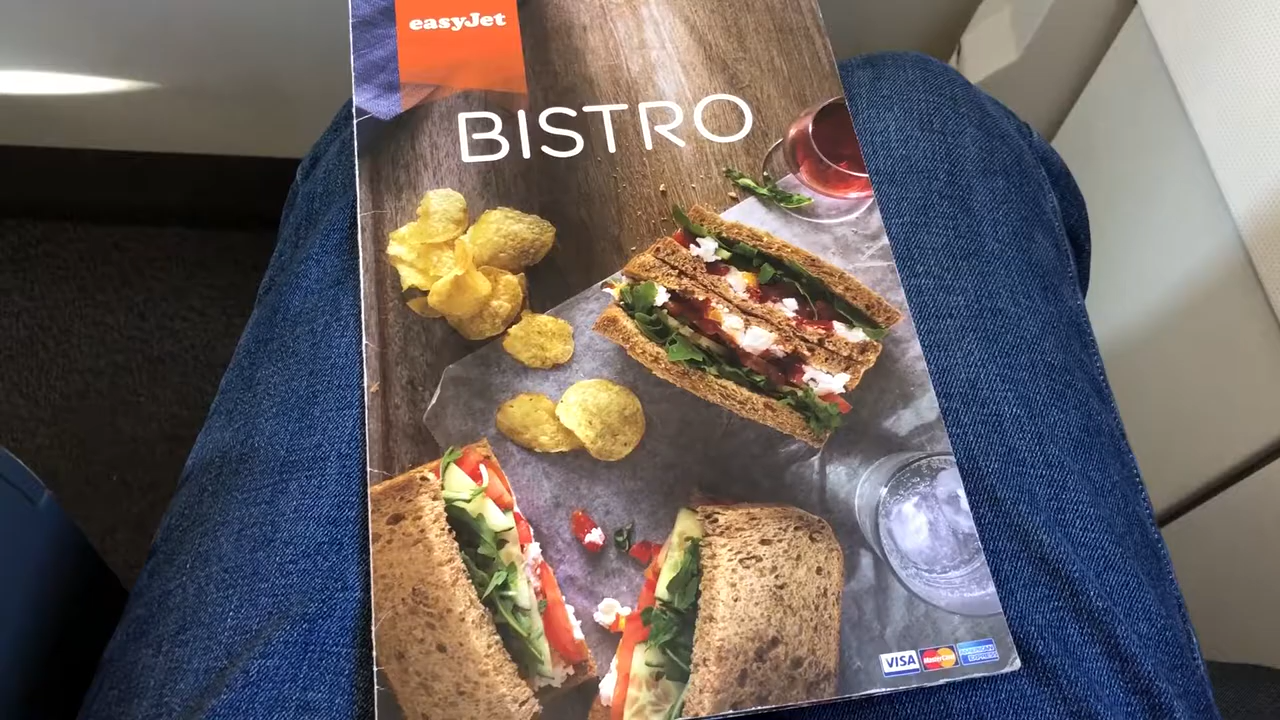 easyJet
BISTRO
VISA
MasterCard
AMERICAN
EXPRESS